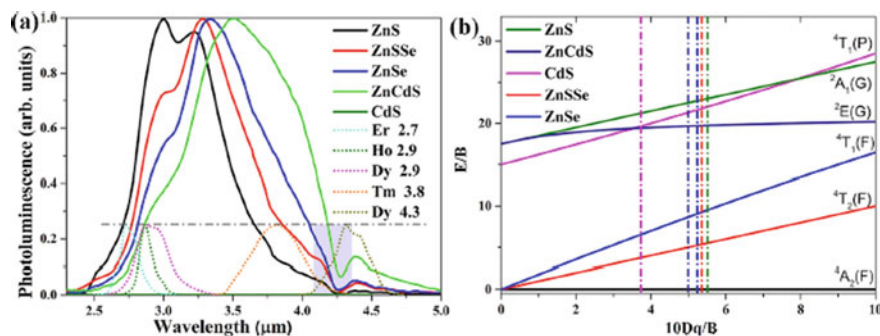 (a)
Photoluminescence (arb. units)
1.0
0.8
0.6
0.4
0.2
0.0
2.5
3.0
3.5
4.0
4.5
5.0
Wavelength (μm)
ZnS
ZnSSe
ZnSe
ZnCdS
CdS
Er 2.7
Ho 2.9
Dy 2.9
Tm 3.8
Dy 4.3
(b)
E/B
30
20
10
0
0
2
4
6
8
10
10Dq/B
ZnS
ZnCdS
CdS
ZnSSe
ZnSe
⁴T₁(P)
²A₁(G)
²E(G)
⁴T₁(F)
⁴T₂(F)
⁴A₂(F)